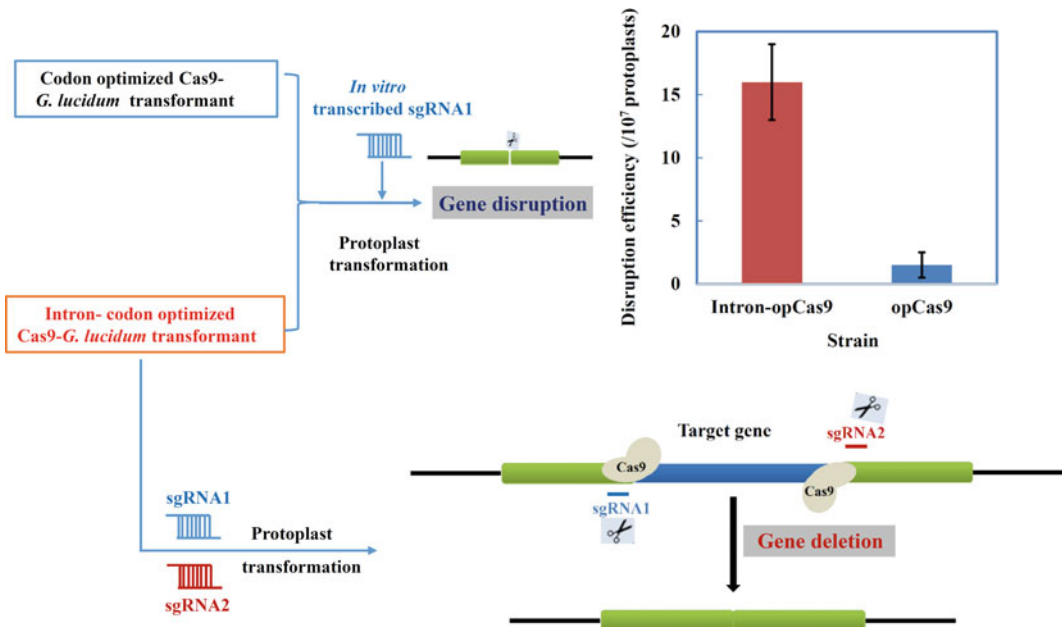 Codon optimized Cas9-
G. lucidum transformant
In vitro
transcribed sgRNA1
Gene disruption
Protoplast
transformation
Intron- codon optimized
Cas9-G. lucidum transformant
Disruption efficiency (/10⁷ protoplasts)
20
15
10
5
0
Intron-opCas9
opCas9
Strain
sgRNA1
sgRNA2
Protoplast
transformation
Target gene
sgRNA2
Cas9
Cas9
sgRNA1
Gene deletion